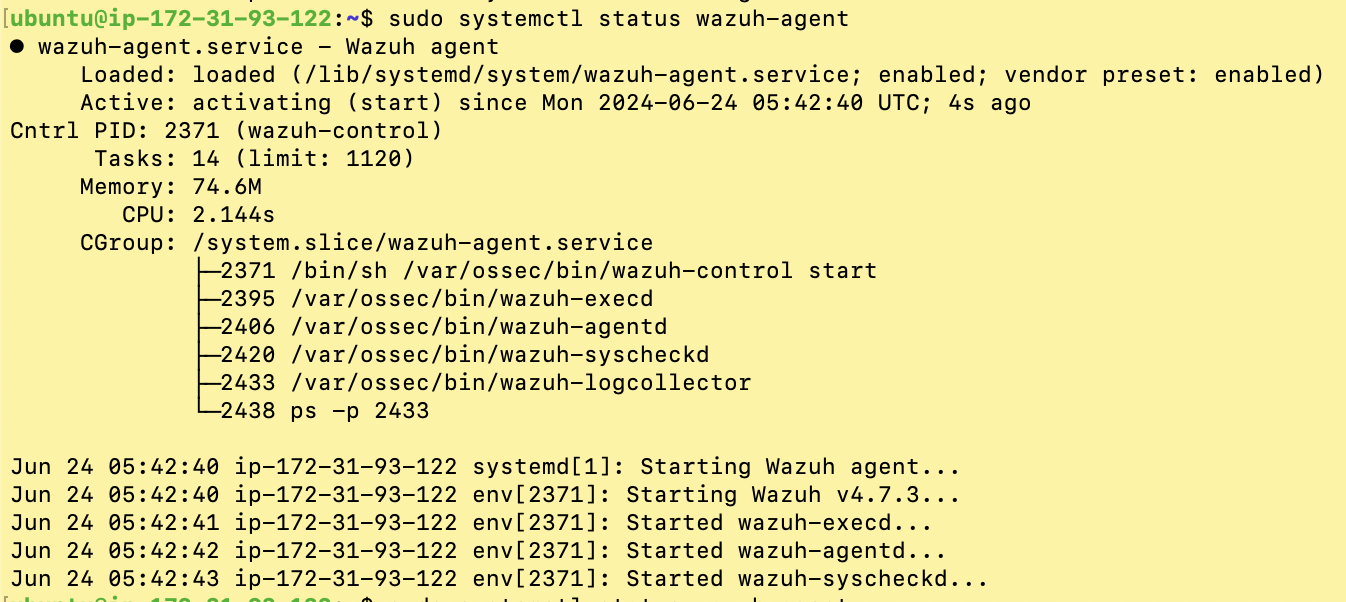 [ubuntu@ip-172-31-93-122:~$ sudo systemctl status wazuh-agent
● wazuh-agent.service - Wazuh agent
     Loaded: loaded (/lib/systemd/system/wazuh-agent.service; enabled; vendor preset: enabled)
     Active: activating (start) since Mon 2024-06-24 05:42:40 UTC; 4s ago
Cntrl PID: 2371 (wazuh-control)
      Tasks: 14 (limit: 1120)
     Memory: 74.6M
        CPU: 2.144s
     CGroup: /system.slice/wazuh-agent.service
             ├─2371 /bin/sh /var/ossec/bin/wazuh-control start
             ├─2395 /var/ossec/bin/wazuh-execd
             ├─2406 /var/ossec/bin/wazuh-agentd
             ├─2420 /var/ossec/bin/wazuh-syscheckd
             ├─2433 /var/ossec/bin/wazuh-logcollector
             └─2438 ps -p 2433
Jun 24 05:42:40 ip-172-31-93-122 systemd[1]: Starting Wazuh agent...
Jun 24 05:42:40 ip-172-31-93-122 env[2371]: Starting Wazuh v4.7.3...
Jun 24 05:42:41 ip-172-31-93-122 env[2371]: Started wazuh-execd...
Jun 24 05:42:42 ip-172-31-93-122 env[2371]: Started wazuh-agentd...
Jun 24 05:42:43 ip-172-31-93-122 env[2371]: Started wazuh-syscheckd...